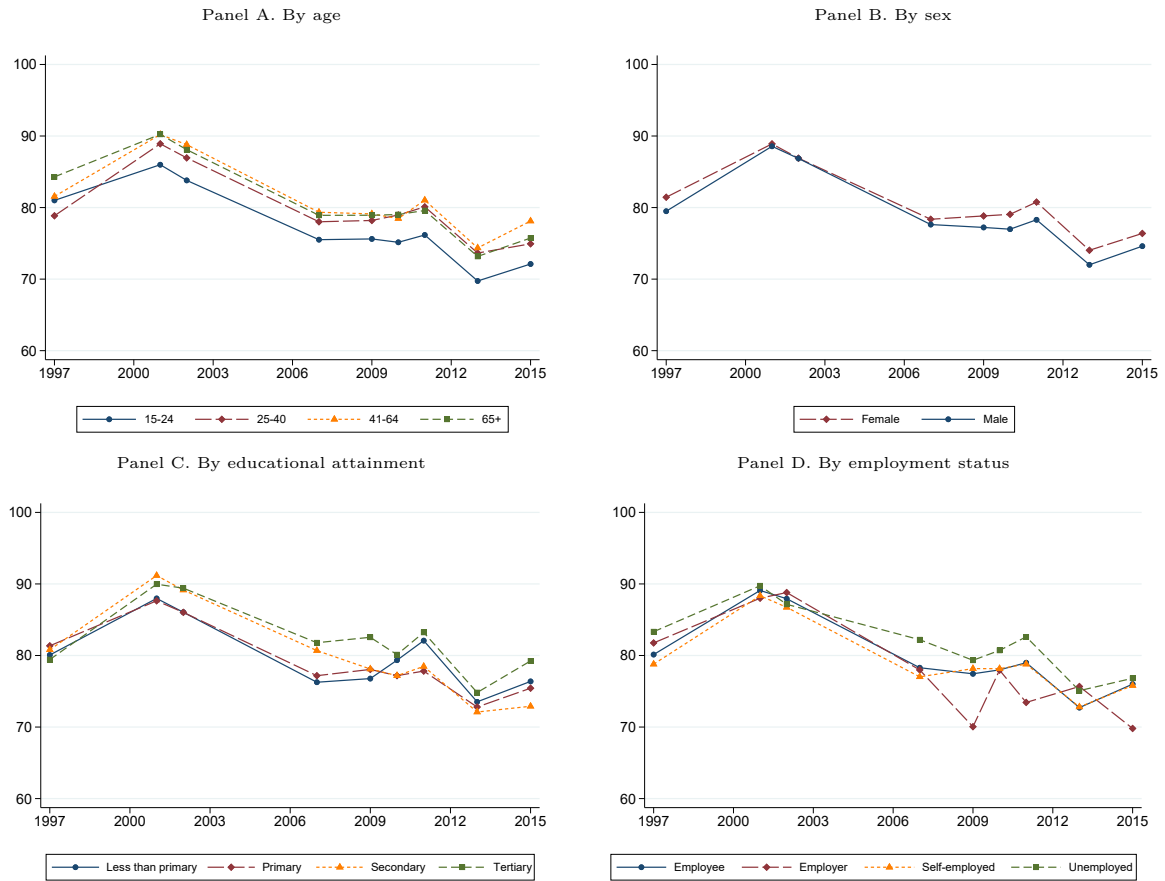 Panel A. By age
100
90
80
70
60
1997 2000 2003 2006 2009 2012 2015
15-24 25-40 41-64 65+
Panel B. By sex
100
90
80
70
60
1997 2000 2003 2006 2009 2012 2015
Female Male
Panel C. By educational attainment
100
90
80
70
60
1997 2000 2003 2006 2009 2012 2015
Less than primary Primary Secondary Tertiary
Panel D. By employment status
100
90
80
70
60
1997 2000 2003 2006 2009 2012 2015
Employee Employer Self-employed Unemployed